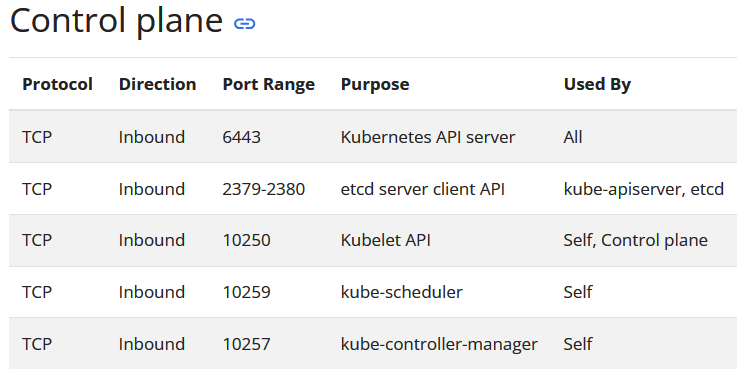 Control plane
Protocol Direction Port Range Purpose Used By
TCP Inbound 6443 Kubernetes API server All
TCP Inbound 2379-2380 etcd server client API kube-apiserver, etcd
TCP Inbound 10250 Kubelet API Self, Control plane
TCP Inbound 10259 kube-scheduler Self
TCP Inbound 10257 kube-controller-manager Self